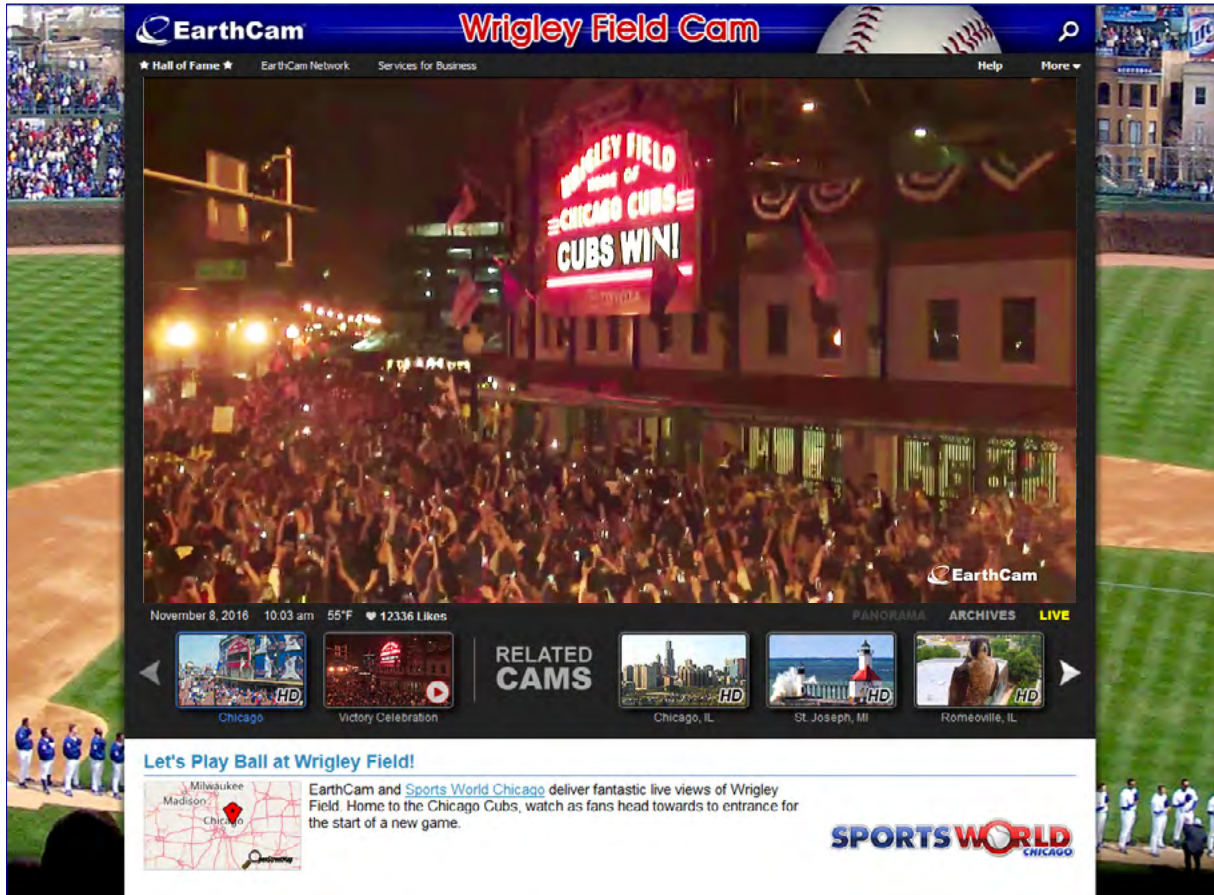 EarthCam
Wrigley Field Cam
★ Hall of Fame ★ EarthCam Network Services for Business Help More
WRIGLEY FIELD
HOME OF
CHICAGO CUBS
CUBS WIN!
TOYOTA
EarthCam
November 8, 2016 10.03 am 55°F ♥ 12336 Likes PANORAMA ARCHIVES LIVE
RELATED
CAMS
HD HD HD HD
Chicago Victory Celebration Chicago, IL St. Joseph, MI Romeoville, IL
Let's Play Ball at Wrigley Field!
Milwaukee
Madison
Chicago
OpenStreetMap
EarthCam and Sports World Chicago deliver fantastic live views of Wrigley
Field. Home to the Chicago Cubs, watch as fans head towards to entrance for
the start of a new game.
SPORTS WORLD
CHICAGO